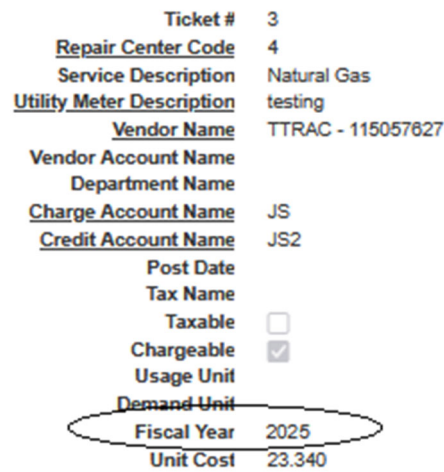 Ticket # 3
Repair Center Code 4
Service Description Natural Gas
Utility Meter Description testing
Vendor Name TTRAC - 115057627
Vendor Account Name
Department Name
Charge Account Name JS
Credit Account Name JS2
Post Date
Tax Name
Taxable
Chargeable
Usage Unit
Demand Unit
Fiscal Year 2025
Unit Cost 23.340